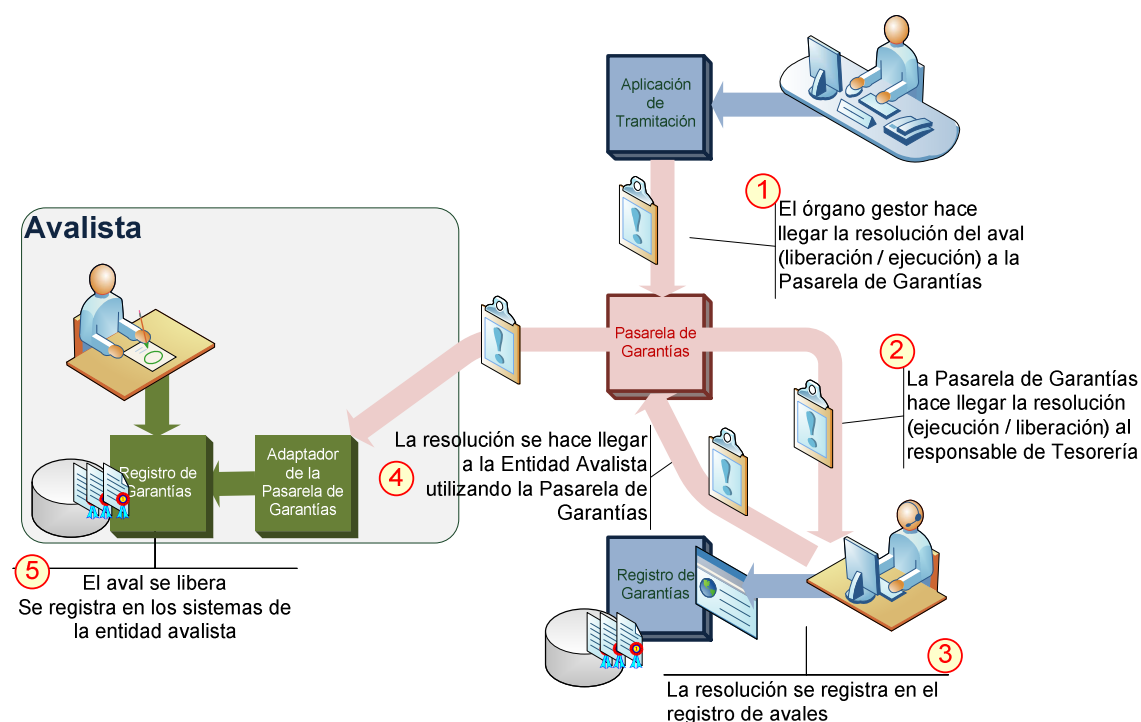 Aplicación
de
Tramitación
1
El órgano gestor hace
llegar la resolución del aval
(liberación / ejecución) a la
Pasarela de Garantías
Avalista
Pasarela de
Garantías
2
La Pasarela de Garantías
hace llegar la resolución
(ejecución / liberación) al
responsable de Tesorería
La resolución se hace llegar
a la Entidad Avalista
utilizando la Pasarela de
Garantías
4
Registro de
Garantías
Adaptador
de la
Pasarela de
Garantías
5
El aval se libera
Se registra en los sistemas de
la entidad avalista
Registro de
Garantías
3
La resolución se registra en el
registro de avales